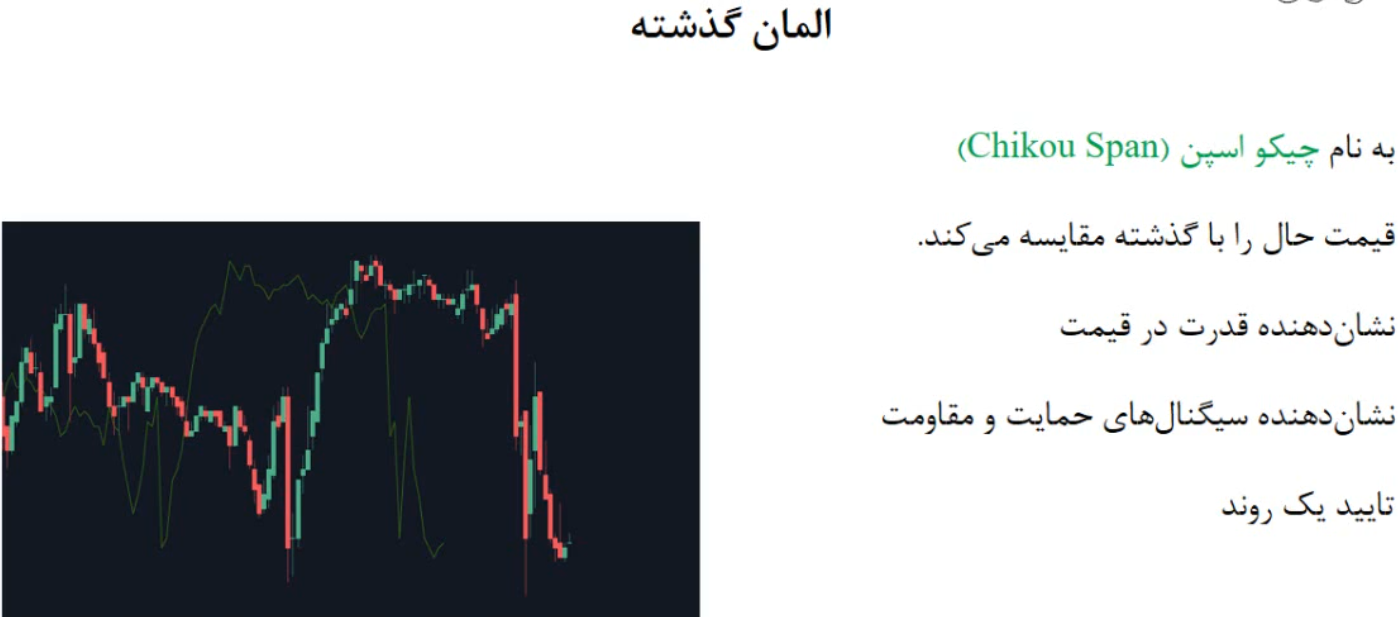 المان گذشته
به نام چیکو اسپن (Chikou Span)
قیمت حال را با گذشته مقایسه می‌کند.
نشان‌دهنده قدرت در قیمت
نشان‌دهنده سیگنال‌های حمایت و مقاومت
تایید یک روند